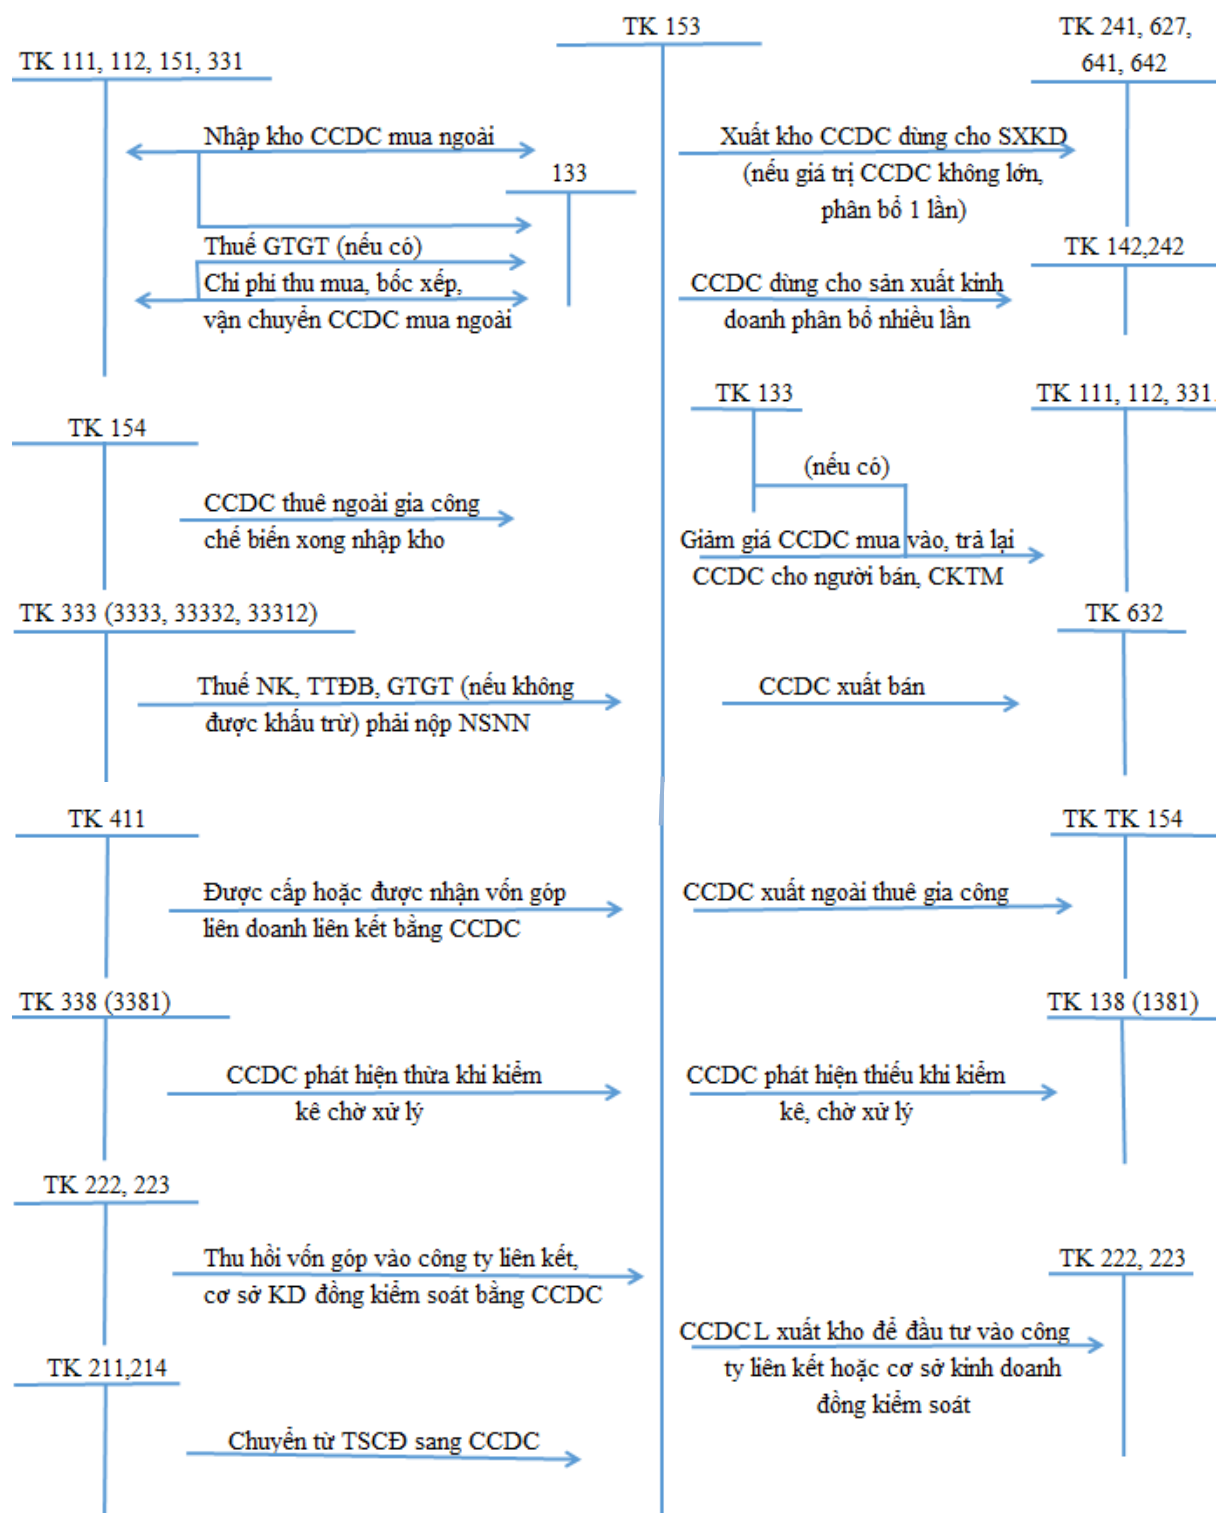 TK 153
TK 241, 627,
641, 642
TK 111, 112, 151, 331
Nhập kho CCDC mua ngoài
133
Thuế GTGT (nếu có)
Chi phí thu mua, bốc xếp,
vận chuyển CCDC mua ngoài
Xuất kho CCDC dùng cho SXKD
(nếu giá trị CCDC không lớn,
phân bổ 1 lần)
TK 142,242
CCDC dùng cho sản xuất kinh
doanh phân bổ nhiều lần
TK 133
TK 111, 112, 331.
(nếu có)
Giảm giá CCDC mua vào, trả lại
CCDC cho người bán, CKTM
TK 154
CCDC thuê ngoài gia công
chế biến xong nhập kho
TK 333 (3333, 33332, 33312)
Thuế NK, TTĐB, GTGT (nếu không
được khấu trừ) phải nộp NSNN
TK 632
CCDC xuất bán
TK 411
Được cấp hoặc được nhận vốn góp
liên doanh liên kết bằng CCDC
TK TK 154
CCDC xuất ngoài thuê gia công
TK 338 (3381)
CCDC phát hiện thừa khi kiểm
kê chờ xử lý
TK 138 (1381)
CCDC phát hiện thiếu khi kiểm
kê, chờ xử lý
TK 222, 223
Thu hồi vốn góp vào công ty liên kết,
cơ sở KD đồng kiểm soát bằng CCDC
TK 222, 223
CCDCL xuất kho để đầu tư vào công
ty liên kết hoặc cơ sở kinh doanh
đồng kiểm soát
TK 211,214
Chuyển từ TSCĐ sang CCDC